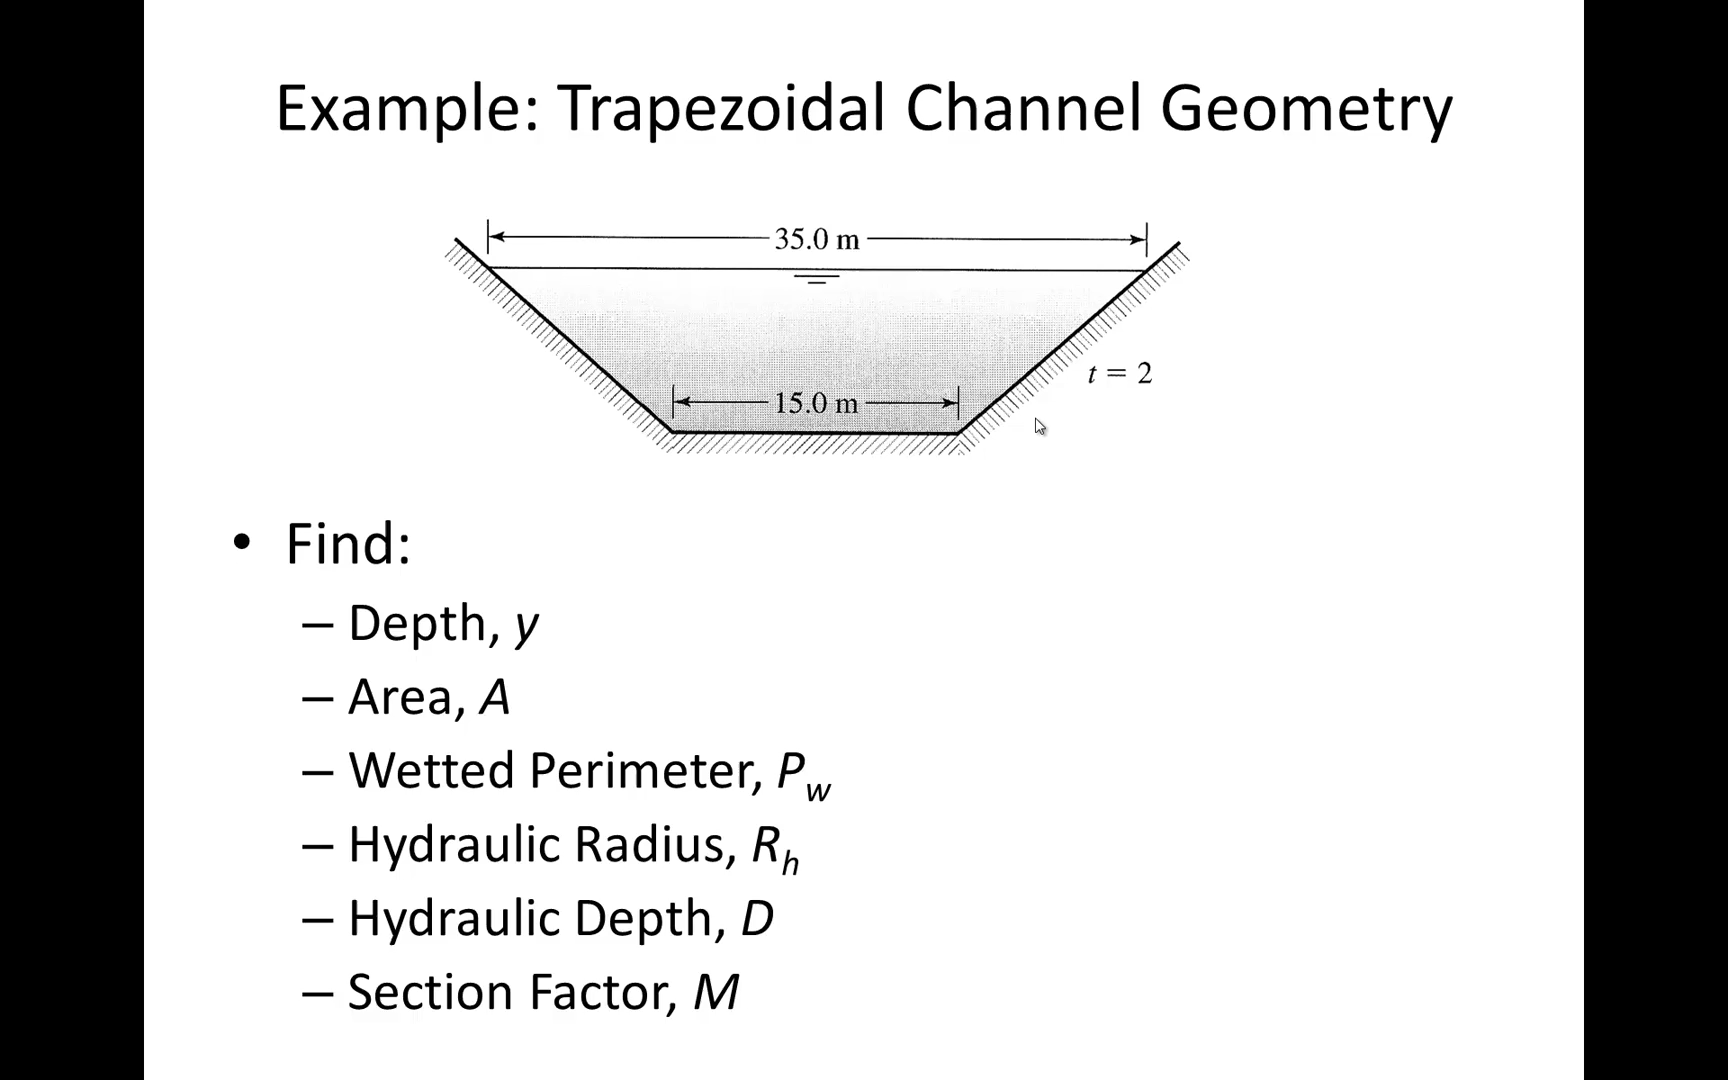 Example: Trapezoidal Channel Geometry
35.0 m
t = 2
15.0 m
• Find:
– Depth, y
– Area, A
– Wetted Perimeter, Pw
– Hydraulic Radius, Rh
– Hydraulic Depth, D
– Section Factor, M